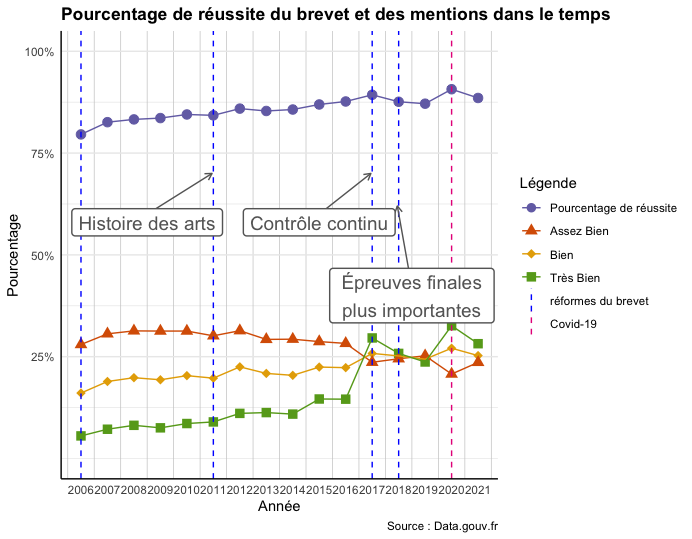 Pourcentage de réussite du brevet et des mentions dans le temps
100%
75%
50%
25%
Pourcentage
Histoire des arts
Contrôle continu
Épreuves finales
plus importantes
2006 2007 2008 2009 2010 2011 2012 2013 2014 2015 2016 2017 2018 2019 2020 2021
Année
Légende
Pourcentage de réussite
Assez Bien
Bien
Très Bien
réformes du brevet
Covid-19
Source : Data.gouv.fr